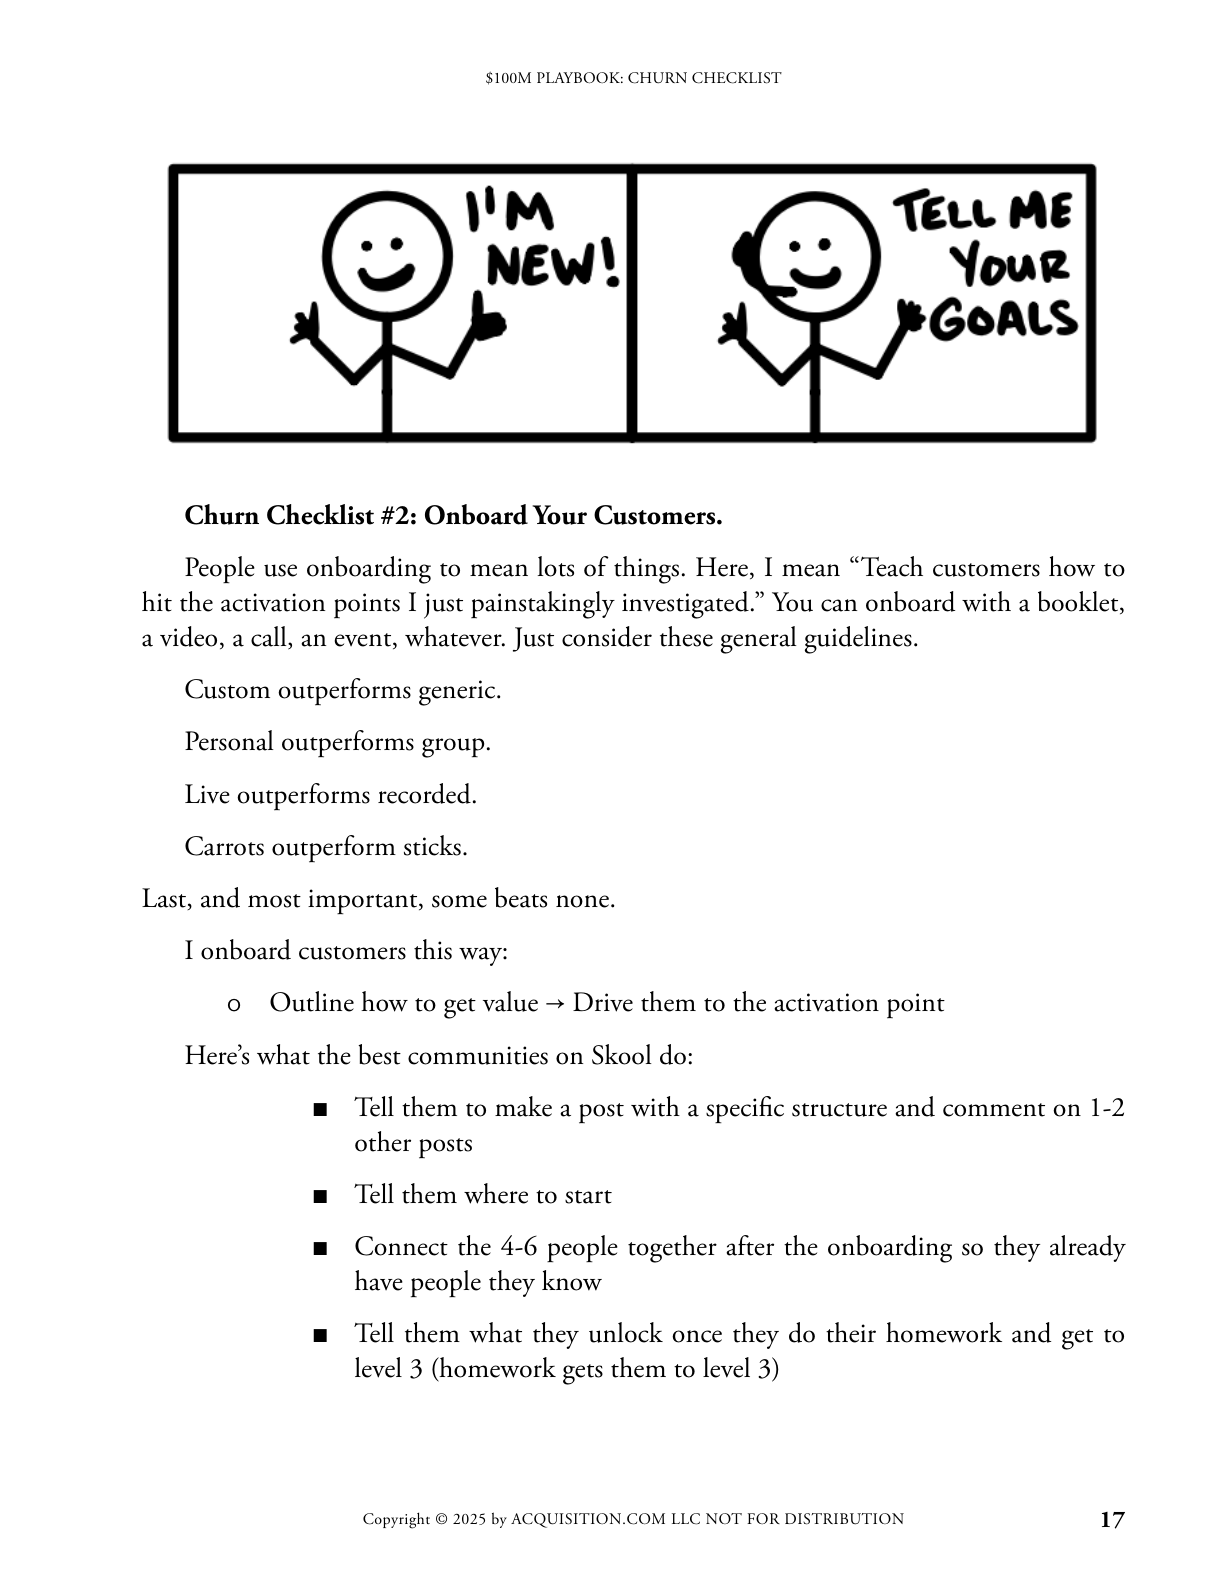 $100M PLAYBOOK: CHURN CHECKLIST
I'M
NEW!
TELL ME
YOUR
GOALS
Churn Checklist #2: Onboard Your Customers.
People use onboarding to mean lots of things. Here, I mean “Teach customers how to
hit the activation points I just painstakingly investigated.” You can onboard with a booklet,
a video, a call, an event, whatever. Just consider these general guidelines.
Custom outperforms generic.
Personal outperforms group.
Live outperforms recorded.
Carrots outperform sticks.
Last, and most important, some beats none.
I onboard customers this way:
o Outline how to get value → Drive them to the activation point
Here’s what the best communities on Skool do:
■ Tell them to make a post with a specific structure and comment on 1-2
other posts
■ Tell them where to start
■ Connect the 4-6 people together after the onboarding so they already
have people they know
■ Tell them what they unlock once they do their homework and get to
level 3 (homework gets them to level 3)
Copyright © 2025 by ACQUISITION.COM LLC NOT FOR DISTRIBUTION
17